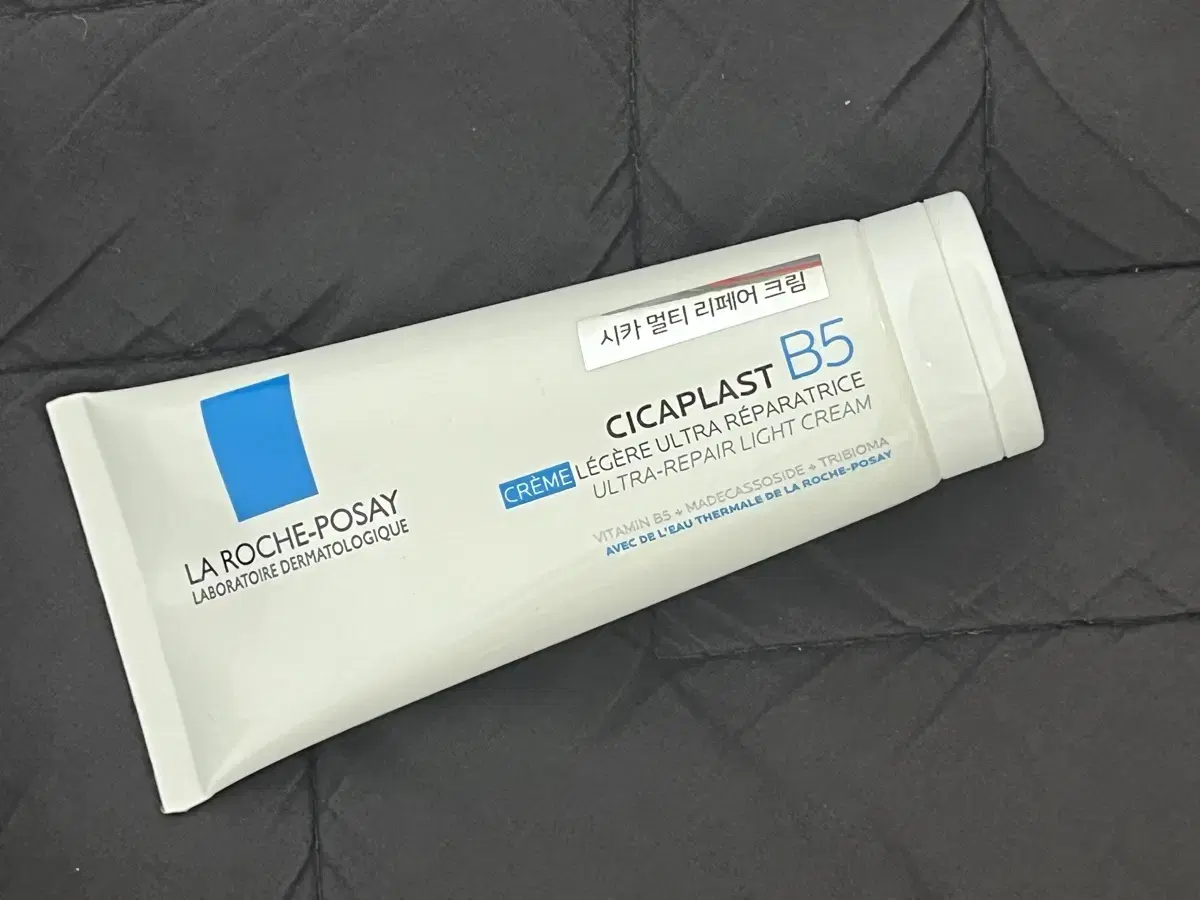 LA ROCHE-POSAY
LABORATOIRE DERMATOLOGIQUE
시카 멀티 리페어 크림
CICAPLAST B5
CRÈME LÉGÈRE ULTRA RÉPARATRICE
ULTRA-REPAIR LIGHT CREAM
VITAMIN B5 + MADECASSOSIDE + TRIBIOMA
AVEC DE L'EAU THERMALE DE LA ROCHE-POSAY